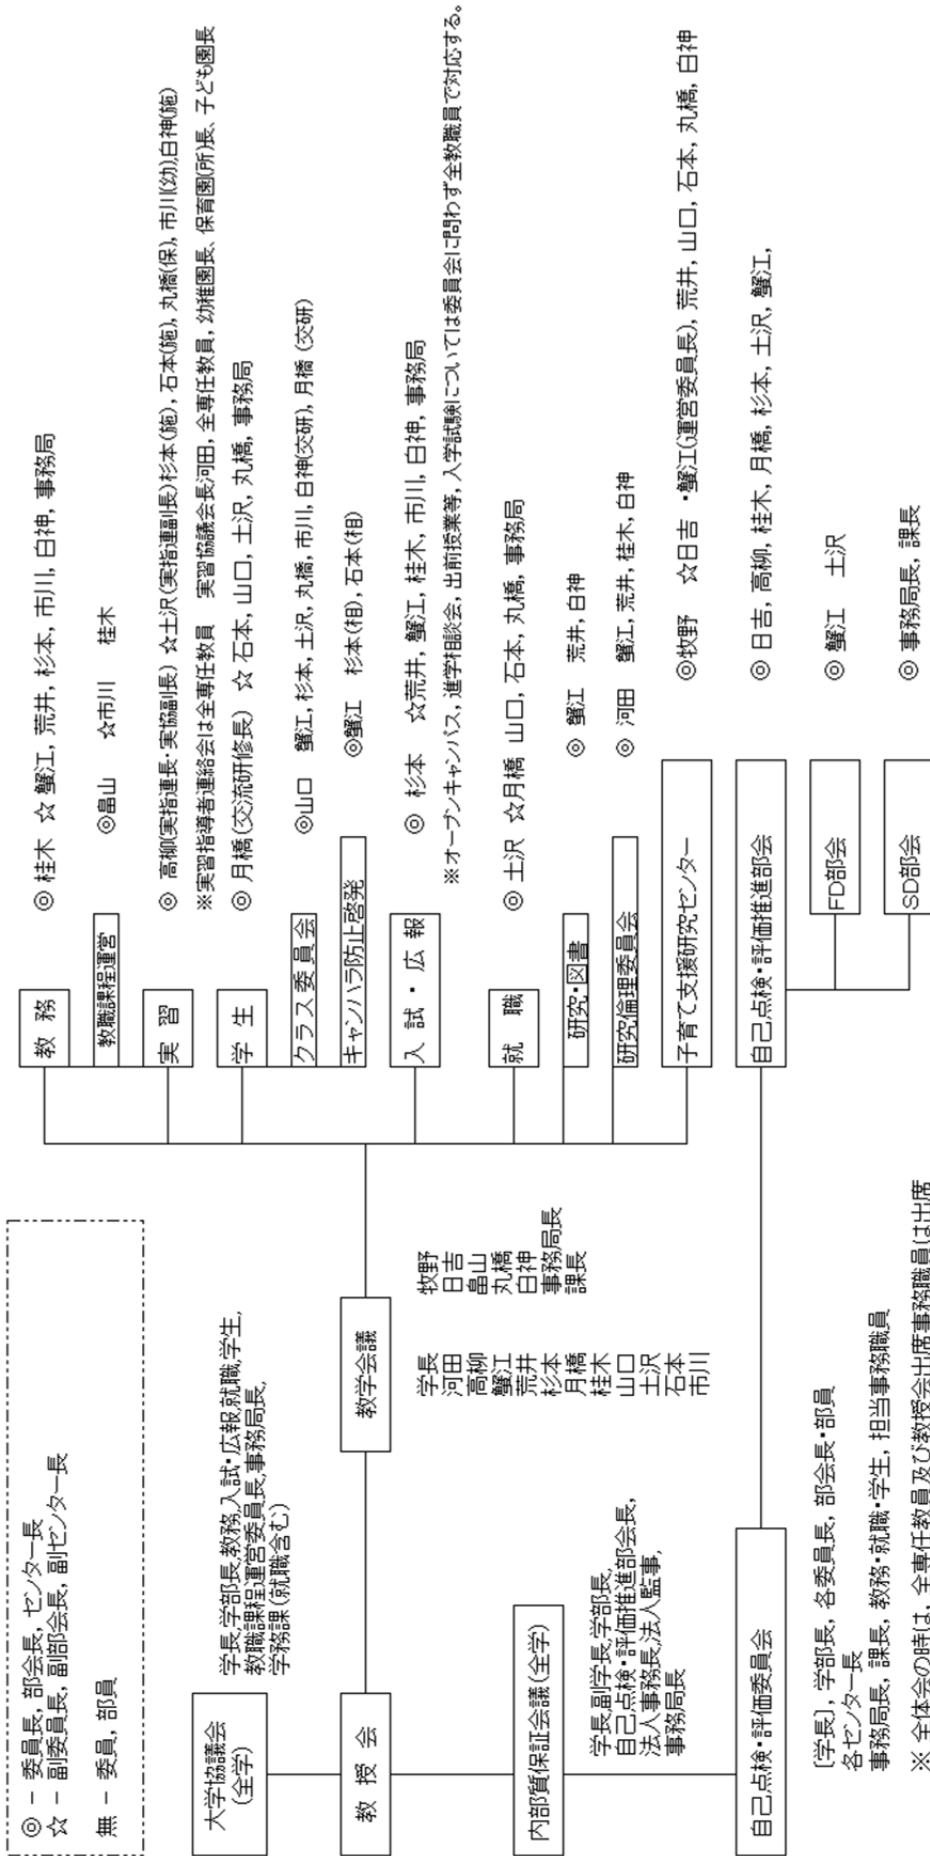 ◎ － 委員長, 部会長, センター長
☆ － 副委員長, 副部会長, 副センター長
無 － 委員, 部員
大学協議会
(全学)
学長,学部長,教務,入試・広報,就職,学生,
教職課程運営委員長,事務局長,
学務課(就職含む)
教 授 会
教学会議
学長　牧野
河田　日吉
高柳　畠山
蟹江　丸橋
荒井　白神
杉本　事務局長
月橋　課長
桂木
山口
土沢
石本
市川
内部質保証会議(全学)
学長,副学長,学部長,
自己点検・評価推進部会長,
法人事務長,法人監事,
事務局長
自己点検・評価委員会
[学長], 学部長, 各委員長, 部会長・部員
各センター長
事務局長, 課長, 教務・就職・学生, 担当事務職員
※ 全体会の時は, 全専任教員及び教授会出席事務職員は出席
教 務
◎ 桂木 ☆ 蟹江, 荒井, 杉本, 市川, 白神, 事務局
教職課程運営
◎畠山　☆市川　桂木
実 習
◎ 高柳(実指連長・実協副長) ☆土沢(実指連副長)杉本(施), 石本(施), 丸橋(保), 市川(幼),白神(施)
※実習指導者連絡会は全専任教員　実習協議会長河田, 全専任教員, 幼稚園長、保育園(所)長、子ども園長
学 生
◎ 月橋(交流研修長) ☆ 石本, 山口, 土沢, 丸橋, 事務局
クラス委員会
◎山口　蟹江, 杉本, 土沢, 丸橋, 市川, 白神(交研), 月橋 (交研)
キャンハラ防止啓発
◎蟹江　杉本(相), 石本(相)
入 試 ・ 広 報
◎ 杉本　☆荒井, 蟹江, 桂木, 市川, 白神, 事務局
※オープンキャンパス, 進学相談会, 出前授業等, 入学試験については委員会に問わず全教職員で対応する。
就 職
◎ 土沢 ☆月橋 山口, 石本, 丸橋, 事務局
研究・図書
◎ 蟹江　荒井, 白神
研究倫理委員会
◎ 河田　蟹江, 荒井, 桂木, 白神
子育て支援研究センター
◎牧野　☆日吉 ・蟹江(運営委員長), 荒井, 山口, 石本, 丸橋, 白神
自己点検・評価推進部会
◎ 日吉, 高柳, 桂木, 月橋, 杉本, 土沢, 蟹江,
FD部会
◎ 蟹江　土沢
SD部会
◎ 事務局長, 課長